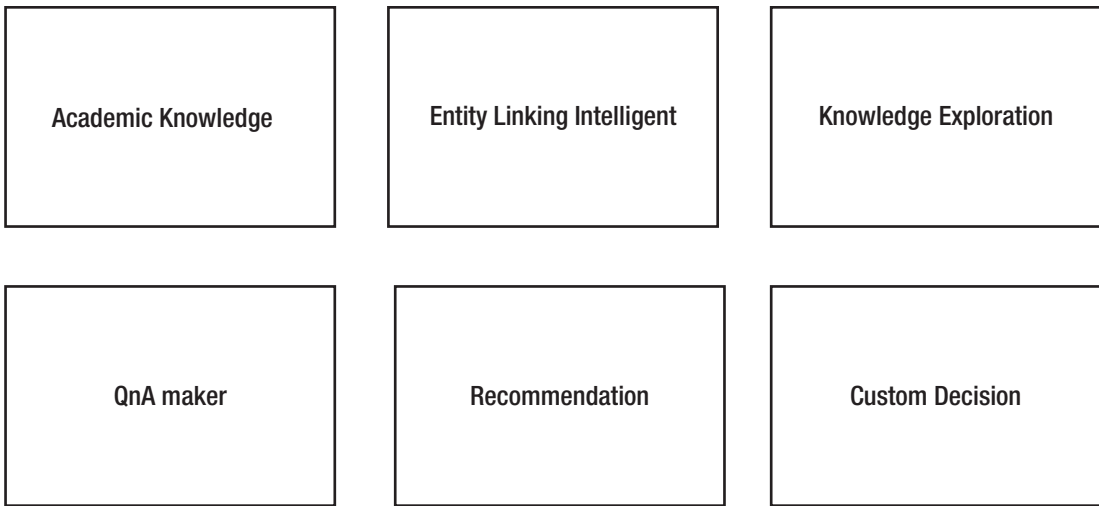 Academic Knowledge
Entity Linking Intelligent
Knowledge Exploration
QnA maker
Recommendation
Custom Decision